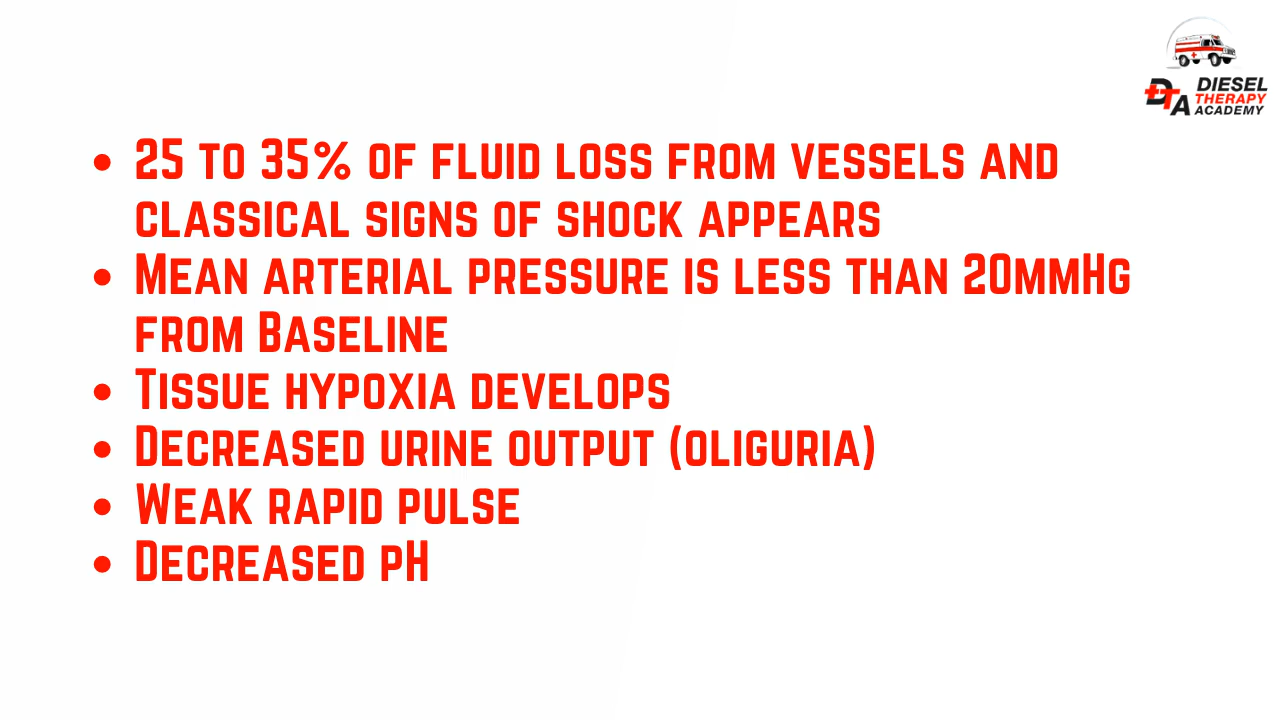 DTA DIESEL
THERAPY
ACADEMY
• 25 to 35% of fluid loss from vessels and
classical signs of shock appears
• Mean arterial pressure is less than 20mmHg
from Baseline
• Tissue hypoxia develops
• Decreased urine output (oliguria)
• Weak rapid pulse
• Decreased pH